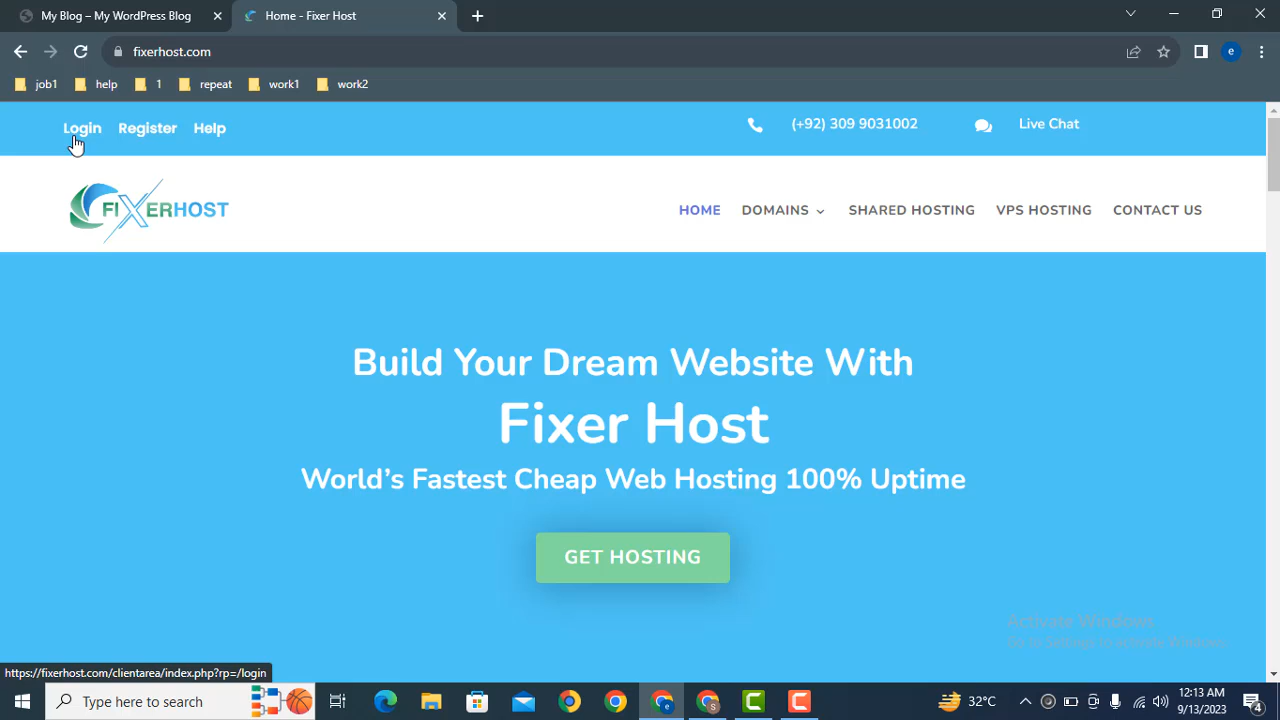 My Blog – My WordPress Blog
Home - Fixer Host
fixerhost.com
e
job1
help
1
repeat
work1
work2
Login
Register
Help
(+92) 309 9031002
Live Chat
FIXERHOST
HOME
DOMAINS
SHARED HOSTING
VPS HOSTING
CONTACT US
Build Your Dream Website With
Fixer Host
World's Fastest Cheap Web Hosting 100% Uptime
GET HOSTING
Activate Windows
Go to Settings to activate Windows.
https://fixerhost.com/clientarea/index.php?rp=/login
Type here to search
e
S
32°C
12:13 AM
9/13/2023
4